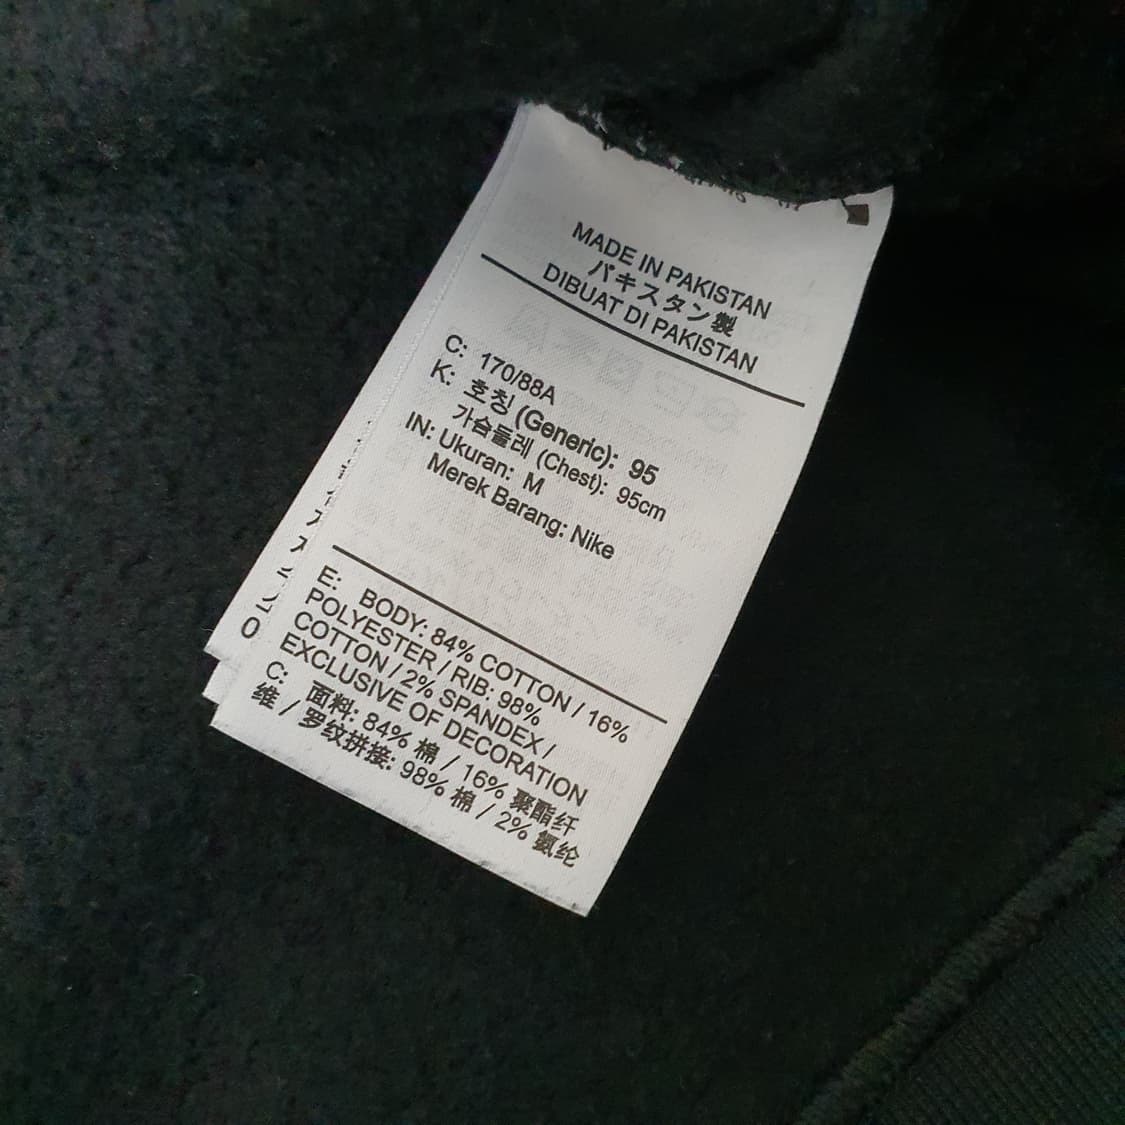 MADE IN PAKISTAN
パキスタン製
DIBUAT DI PAKISTAN
C: 170/88A
K: 호칭 (Generic): 95
가슴둘레 (Chest): 95cm
IN: Ukuran: M
Merek Barang: Nike
E: BODY: 84% COTTON / 16%
POLYESTER / RIB: 98%
COTTON / 2% SPANDEX /
EXCLUSIVE OF DECORATION
C: 面料: 84% 棉 / 16% 聚酯纤
维 / 罗纹拼接: 98% 棉 / 2% 氨纶